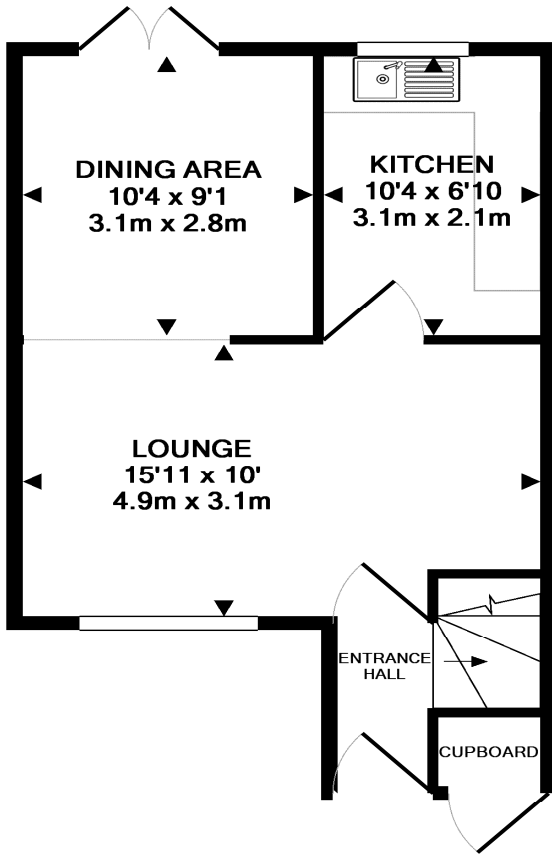 DINING AREA
10'4 x 9'1
3.1m x 2.8m
KITCHEN
10'4 x 6'10
3.1m x 2.1m
LOUNGE
15'11 x 10'
4.9m x 3.1m
ENTRANCE
HALL
CUPBOARD